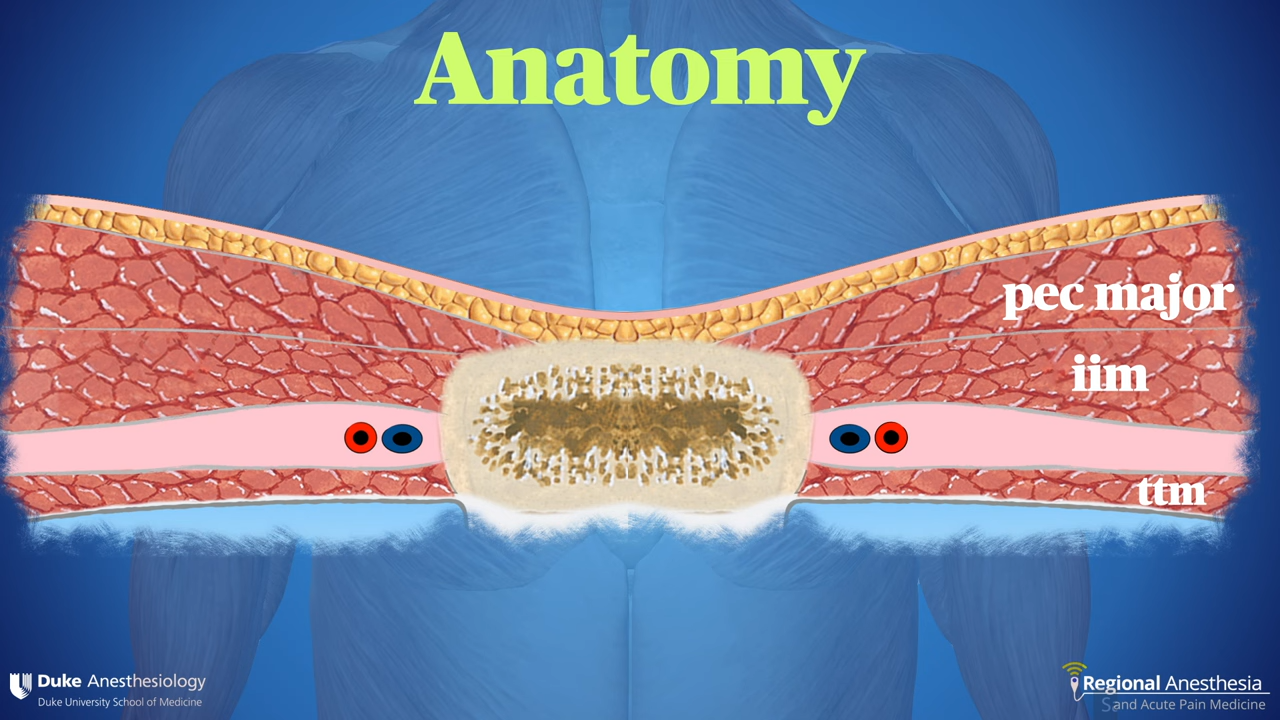 Anatomy
pec major
iim
ttm
Duke Anesthesiology
Duke University School of Medicine
Regional Anesthesia
and Acute Pain Medicine